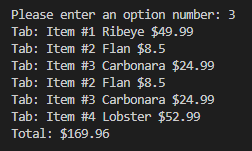 Please enter an option number: 3
Tab: Item #1 Ribeye $49.99
Tab: Item #2 Flan $8.5
Tab: Item #3 Carbonara $24.99
Tab: Item #2 Flan $8.5
Tab: Item #3 Carbonara $24.99
Tab: Item #4 Lobster $52.99
Total: $169.96